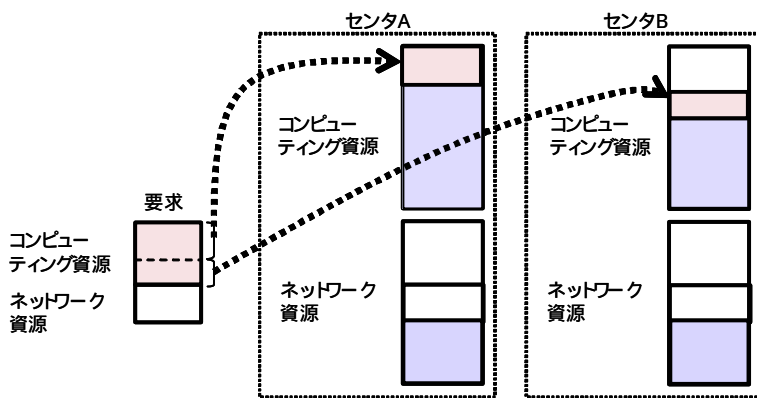 センタA
センタB
コンピュー
ティング資源
コンピュー
ティング資源
要求
コンピュー
ティング資源
ネットワーク
資源
ネットワーク
資源
ネットワーク
資源